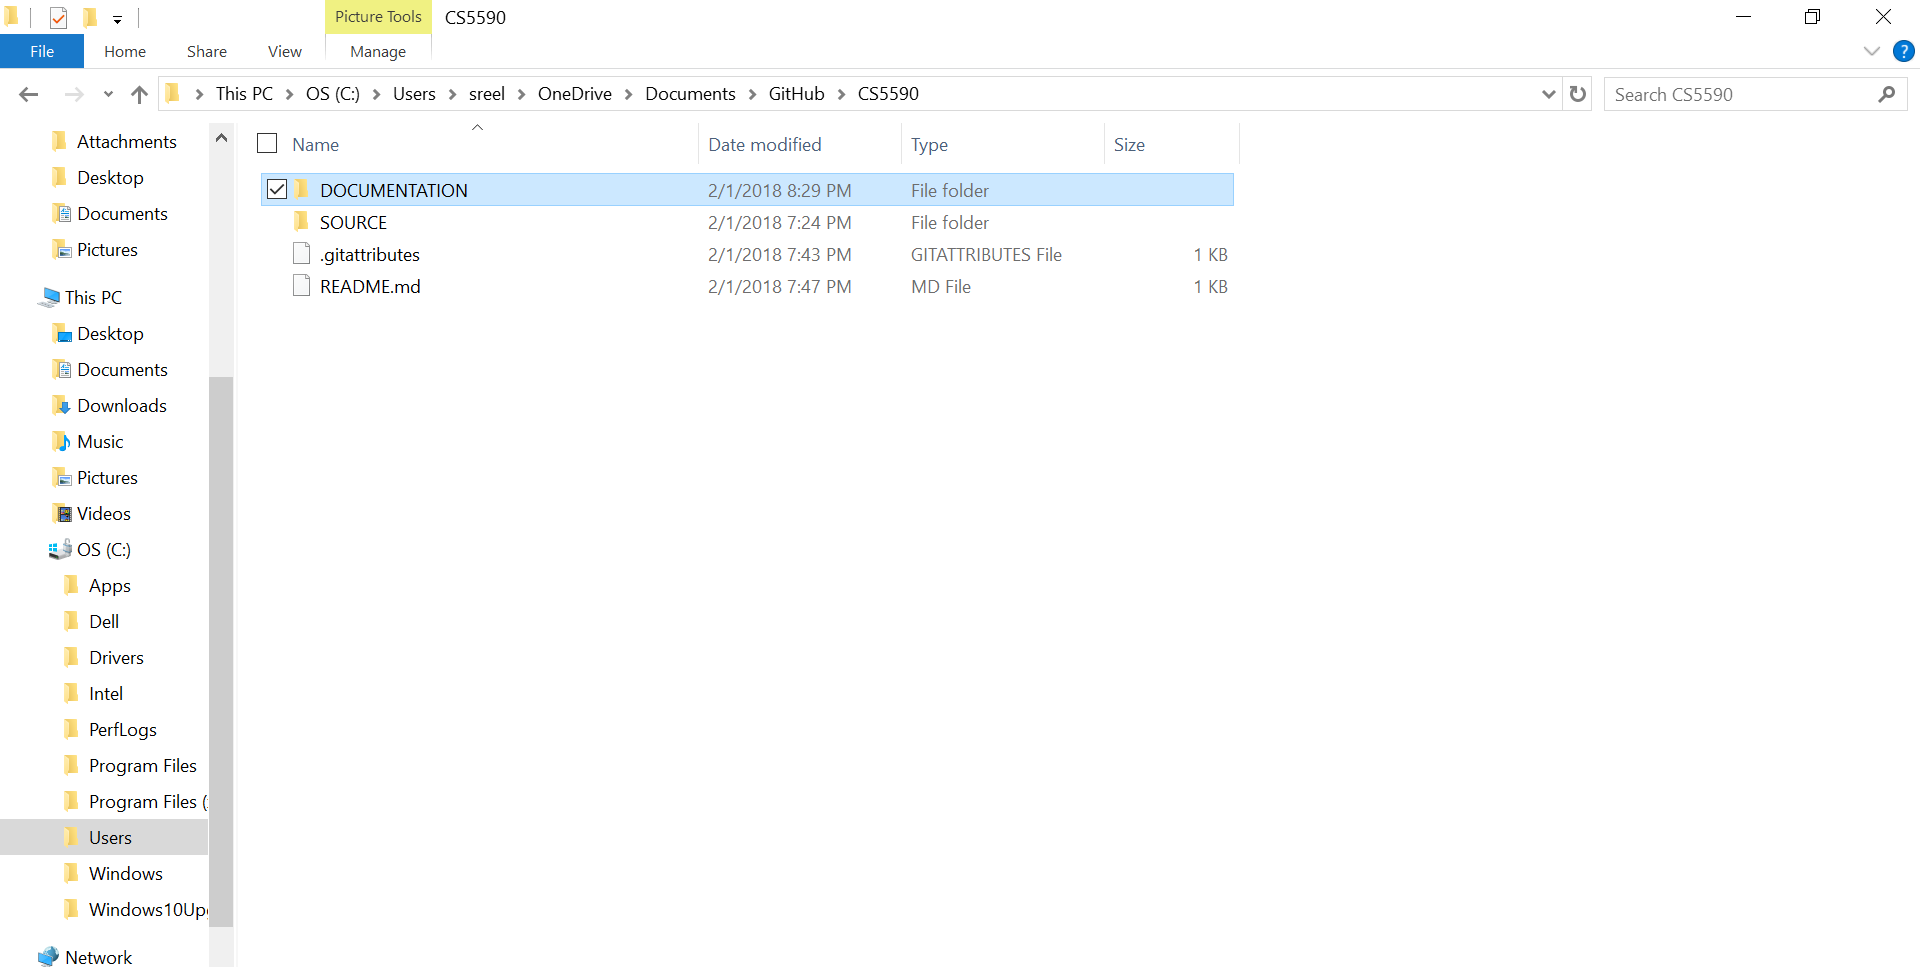 Picture Tools CS5590
File Home Share View Manage ?
This PC OS (C:) Users sreel OneDrive Documents GitHub CS5590 Search CS5590
Attachments
Desktop
Documents
Pictures
This PC
Desktop
Documents
Downloads
Music
Pictures
Videos
OS (C:)
Apps
Dell
Drivers
Intel
PerfLogs
Program Files
Program Files (
Users
Windows
Windows10Up
Network
Name Date modified Type Size
DOCUMENTATION 2/1/2018 8:29 PM File folder
SOURCE 2/1/2018 7:24 PM File folder
.gitattributes 2/1/2018 7:43 PM GITATTRIBUTES File 1 KB
README.md 2/1/2018 7:47 PM MD File 1 KB